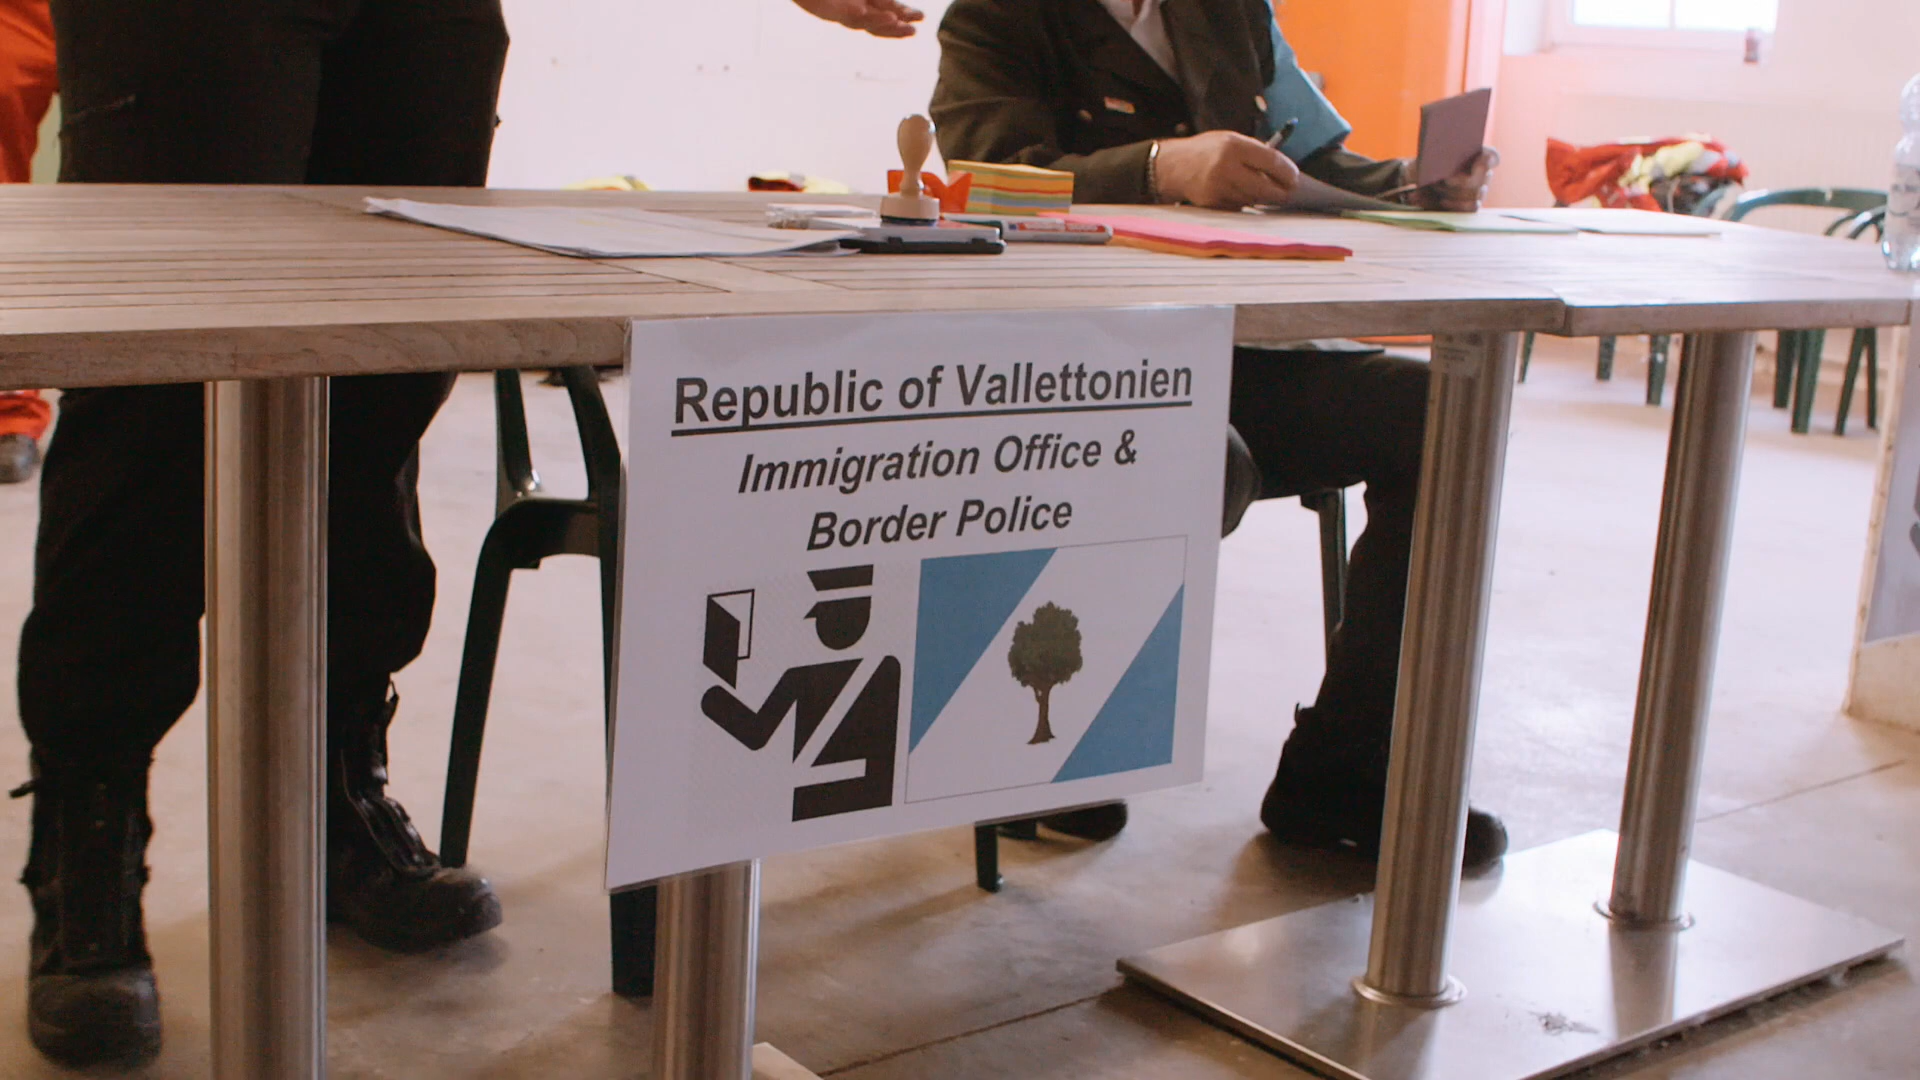 Republic of Vallettonien
Immigration Office &
Border Police